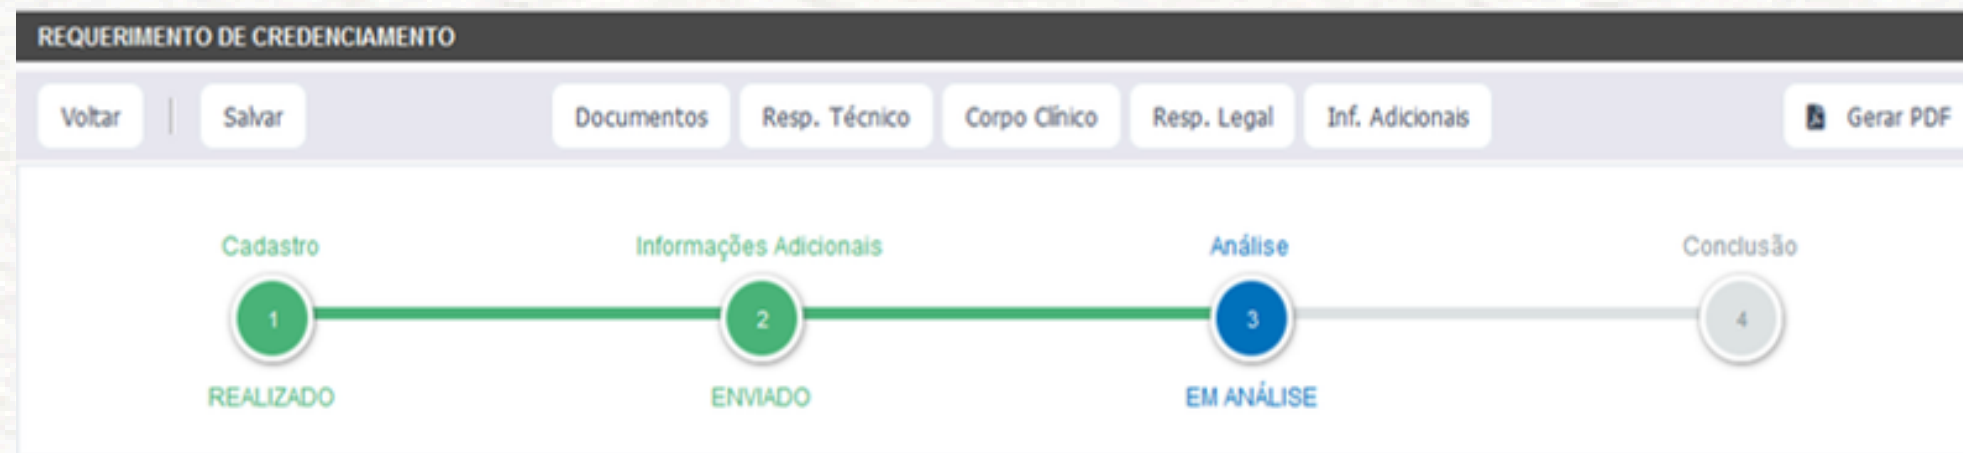 REQUERIMENTO DE CREDENCIAMENTO
Voltar | Salvar Documentos Resp. Técnico Corpo Clínico Resp. Legal Inf. Adicionais Gerar PDF
Cadastro Informações Adicionais Análise Conclusão
1 2 3 4
REALIZADO ENVIADO EM ANÁLISE